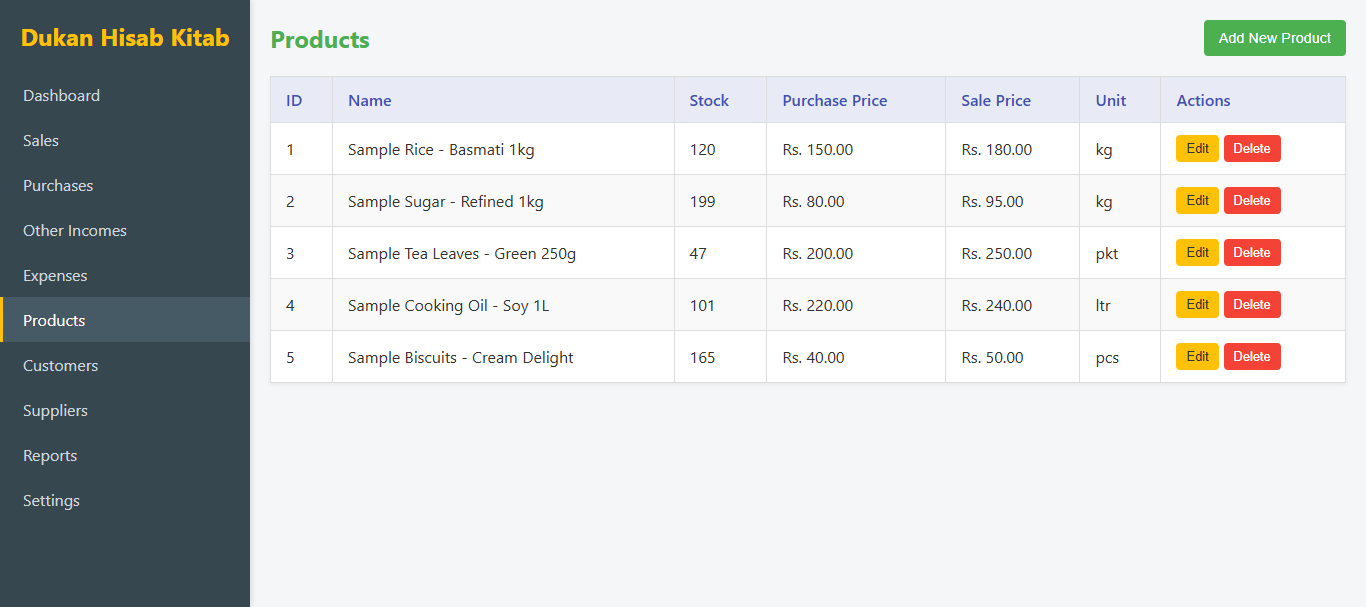 Dukan Hisab Kitab
Dashboard
Sales
Purchases
Other Incomes
Expenses
Products
Customers
Suppliers
Reports
Settings
Products
Add New Product
ID Name Stock Purchase Price Sale Price Unit Actions
1 Sample Rice - Basmati 1kg 120 Rs. 150.00 Rs. 180.00 kg Edit Delete
2 Sample Sugar - Refined 1kg 199 Rs. 80.00 Rs. 95.00 kg Edit Delete
3 Sample Tea Leaves - Green 250g 47 Rs. 200.00 Rs. 250.00 pkt Edit Delete
4 Sample Cooking Oil - Soy 1L 101 Rs. 220.00 Rs. 240.00 ltr Edit Delete
5 Sample Biscuits - Cream Delight 165 Rs. 40.00 Rs. 50.00 pcs Edit Delete